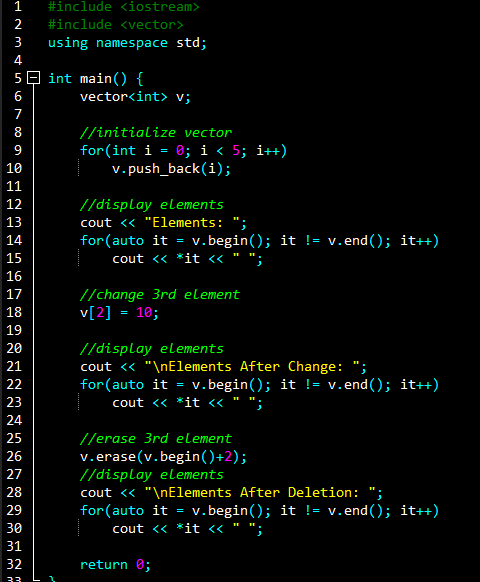 1 #include <iostream>
2 #include <vector>
3 using namespace std;
4
5 int main() {
6 vector<int> v;
7
8 //initialize vector
9 for(int i = 0; i < 5; i++)
10 v.push_back(i);
11
12 //display elements
13 cout << "Elements: ";
14 for(auto it = v.begin(); it != v.end(); it++)
15 cout << *it << " ";
16
17 //change 3rd element
18 v[2] = 10;
19
20 //display elements
21 cout << "\nElements After Change: ";
22 for(auto it = v.begin(); it != v.end(); it++)
23 cout << *it << " ";
24
25 //erase 3rd element
26 v.erase(v.begin()+2);
27 //display elements
28 cout << "\nElements After Deletion: ";
29 for(auto it = v.begin(); it != v.end(); it++)
30 cout << *it << " ";
31
32 return 0;
33 }